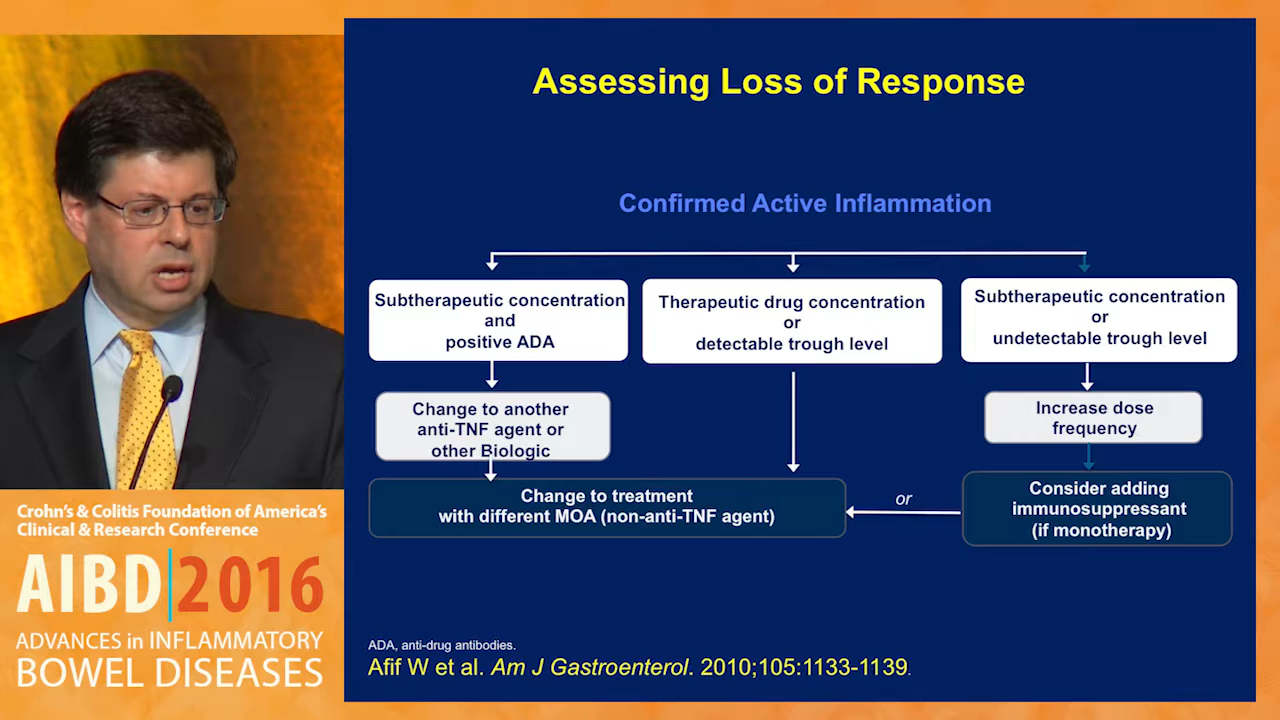 Assessing Loss of Response
Confirmed Active Inflammation
Subtherapeutic concentration
and
positive ADA
Therapeutic drug concentration
or
detectable trough level
Subtherapeutic concentration
or
undetectable trough level
Change to another
anti-TNF agent or
other Biologic
Increase dose
frequency
Change to treatment
with different MOA (non-anti-TNF agent)
or
Consider adding
immunosuppressant
(if monotherapy)
ADA, anti-drug antibodies.
Afif W et al. Am J Gastroenterol. 2010;105:1133-1139.
Crohn's & Colitis Foundation of America's
Clinical & Research Conference
AIBD 2016
ADVANCES in INFLAMMATORY
BOWEL DISEASES